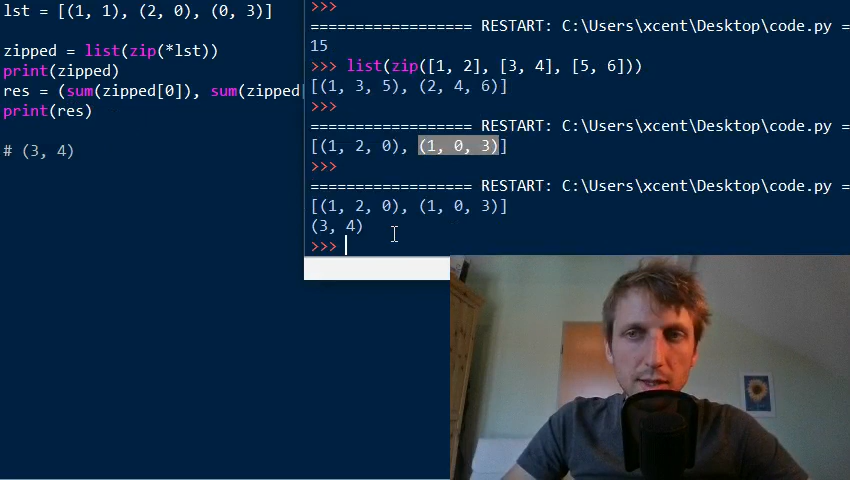 lst = [(1, 1), (2, 0), (0, 3)]
zipped = list(zip(*lst))
print(zipped)
res = (sum(zipped[0]), sum(zipped[
print(res)
# (3, 4)
>>>
================= RESTART: C:\Users\xcent\Desktop\code.py =
15
>>> list(zip([1, 2], [3, 4], [5, 6]))
[(1, 3, 5), (2, 4, 6)]
>>>
================= RESTART: C:\Users\xcent\Desktop\code.py =
[(1, 2, 0), (1, 0, 3)]
>>>
================= RESTART: C:\Users\xcent\Desktop\code.py =
[(1, 2, 0), (1, 0, 3)]
(3, 4)
>>>